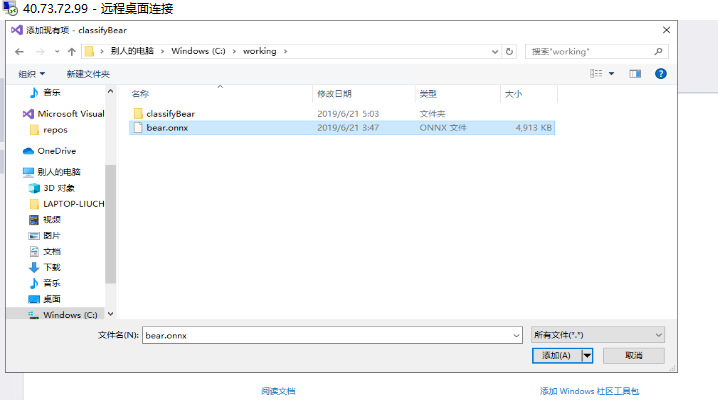 40.73.72.99 - 远程桌面连接
添加现有项 - classifyBear
别人的电脑 > Windows (C:) > working >
搜索"working"
组织 新建文件夹
名称 修改日期 类型 大小
音乐
Microsoft Visual
repos
OneDrive
别人的电脑
3D 对象
LAPTOP-LIUCH
视频
图片
文档
下载
音乐
桌面
Windows (C:)
classifyBear 2019/6/21 5:03 文件夹
bear.onnx 2019/6/21 3:47 ONNX 文件 4,913 KB
文件名(N): bear.onnx 所有文件(*.*)
添加(A) 取消
阅读文档 添加 Windows 社区工具包